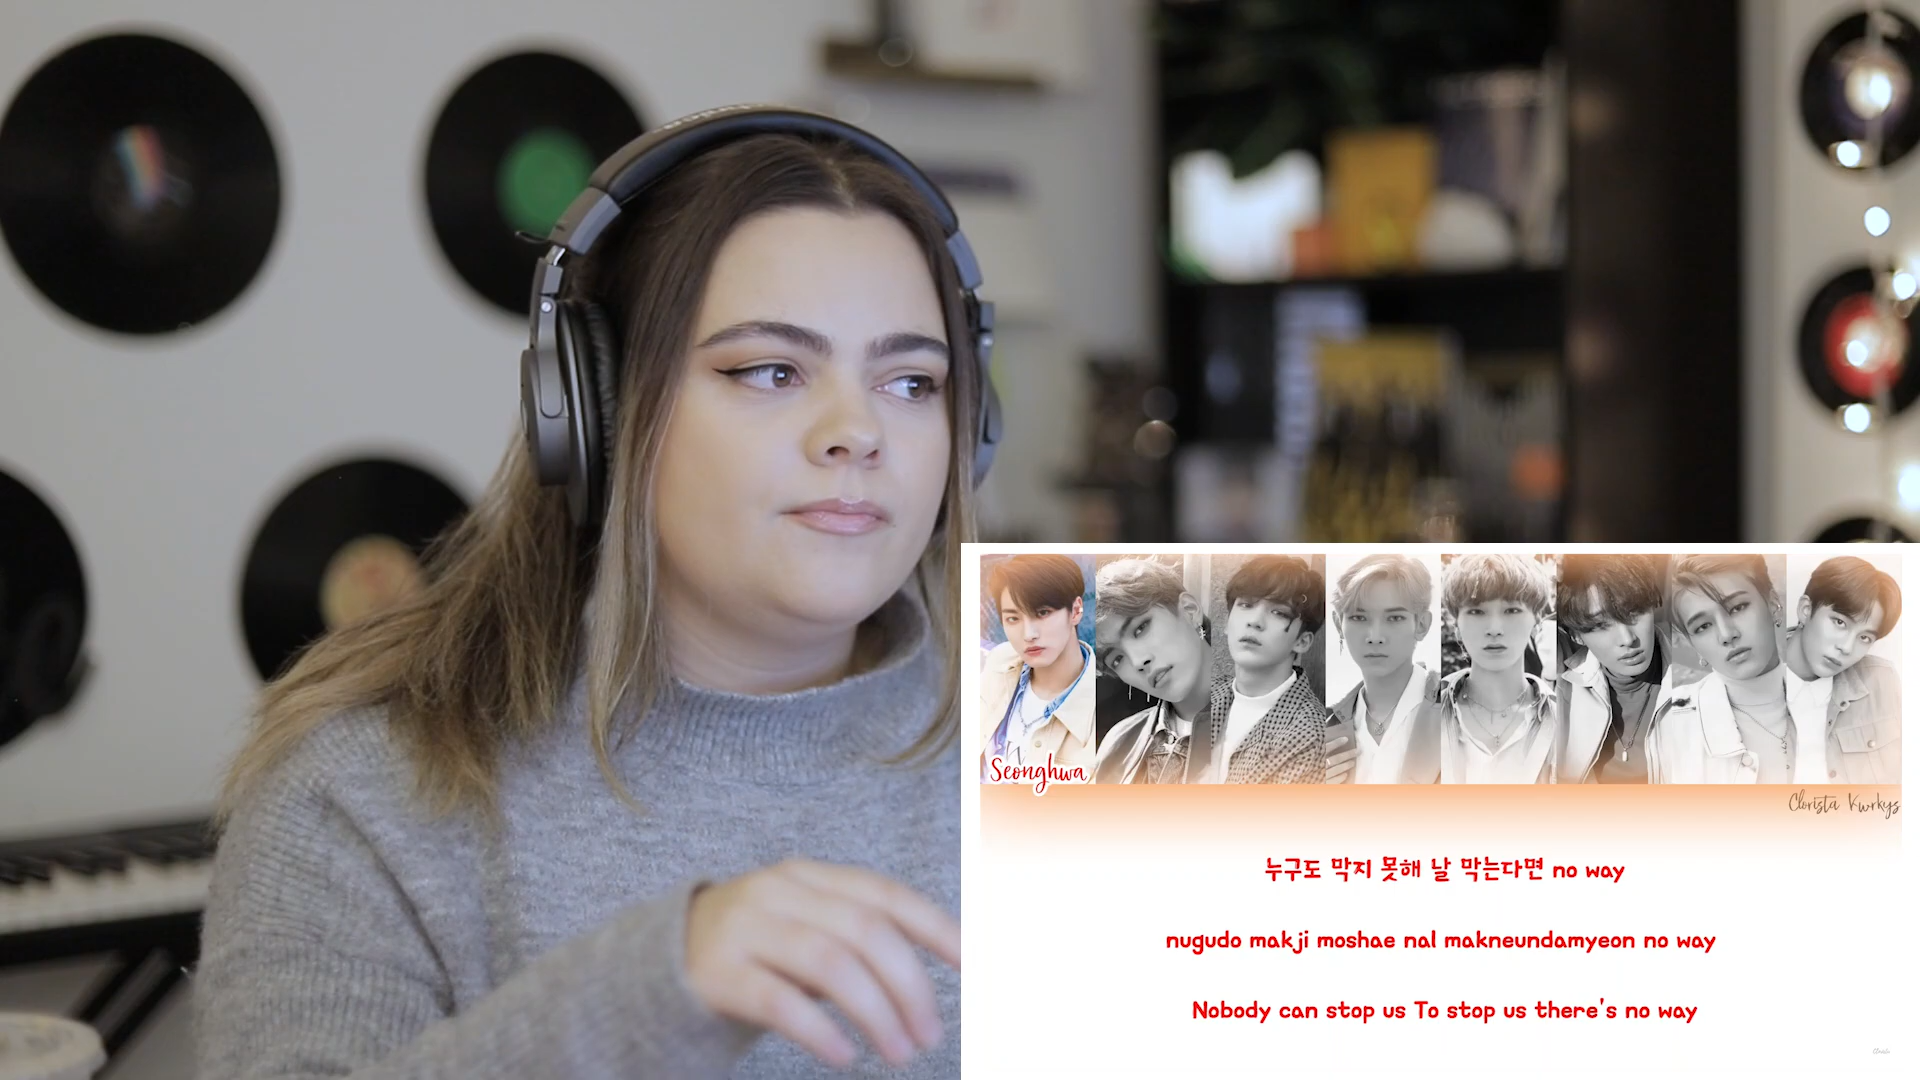 Seonghwa
Clorista Kwrkys
누구도 막지 못해 날 막는다면 no way
nugudo makji moshae nal makneundamyeon no way
Nobody can stop us To stop us there's no way